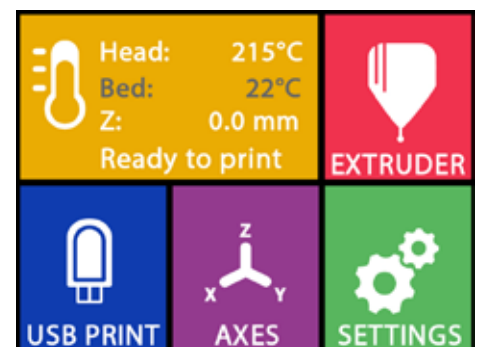 Head: 215°C
Bed: 22°C
Z: 0.0 mm
Ready to print
EXTRUDER
Z
X Y
USB PRINT
AXES
SETTINGS